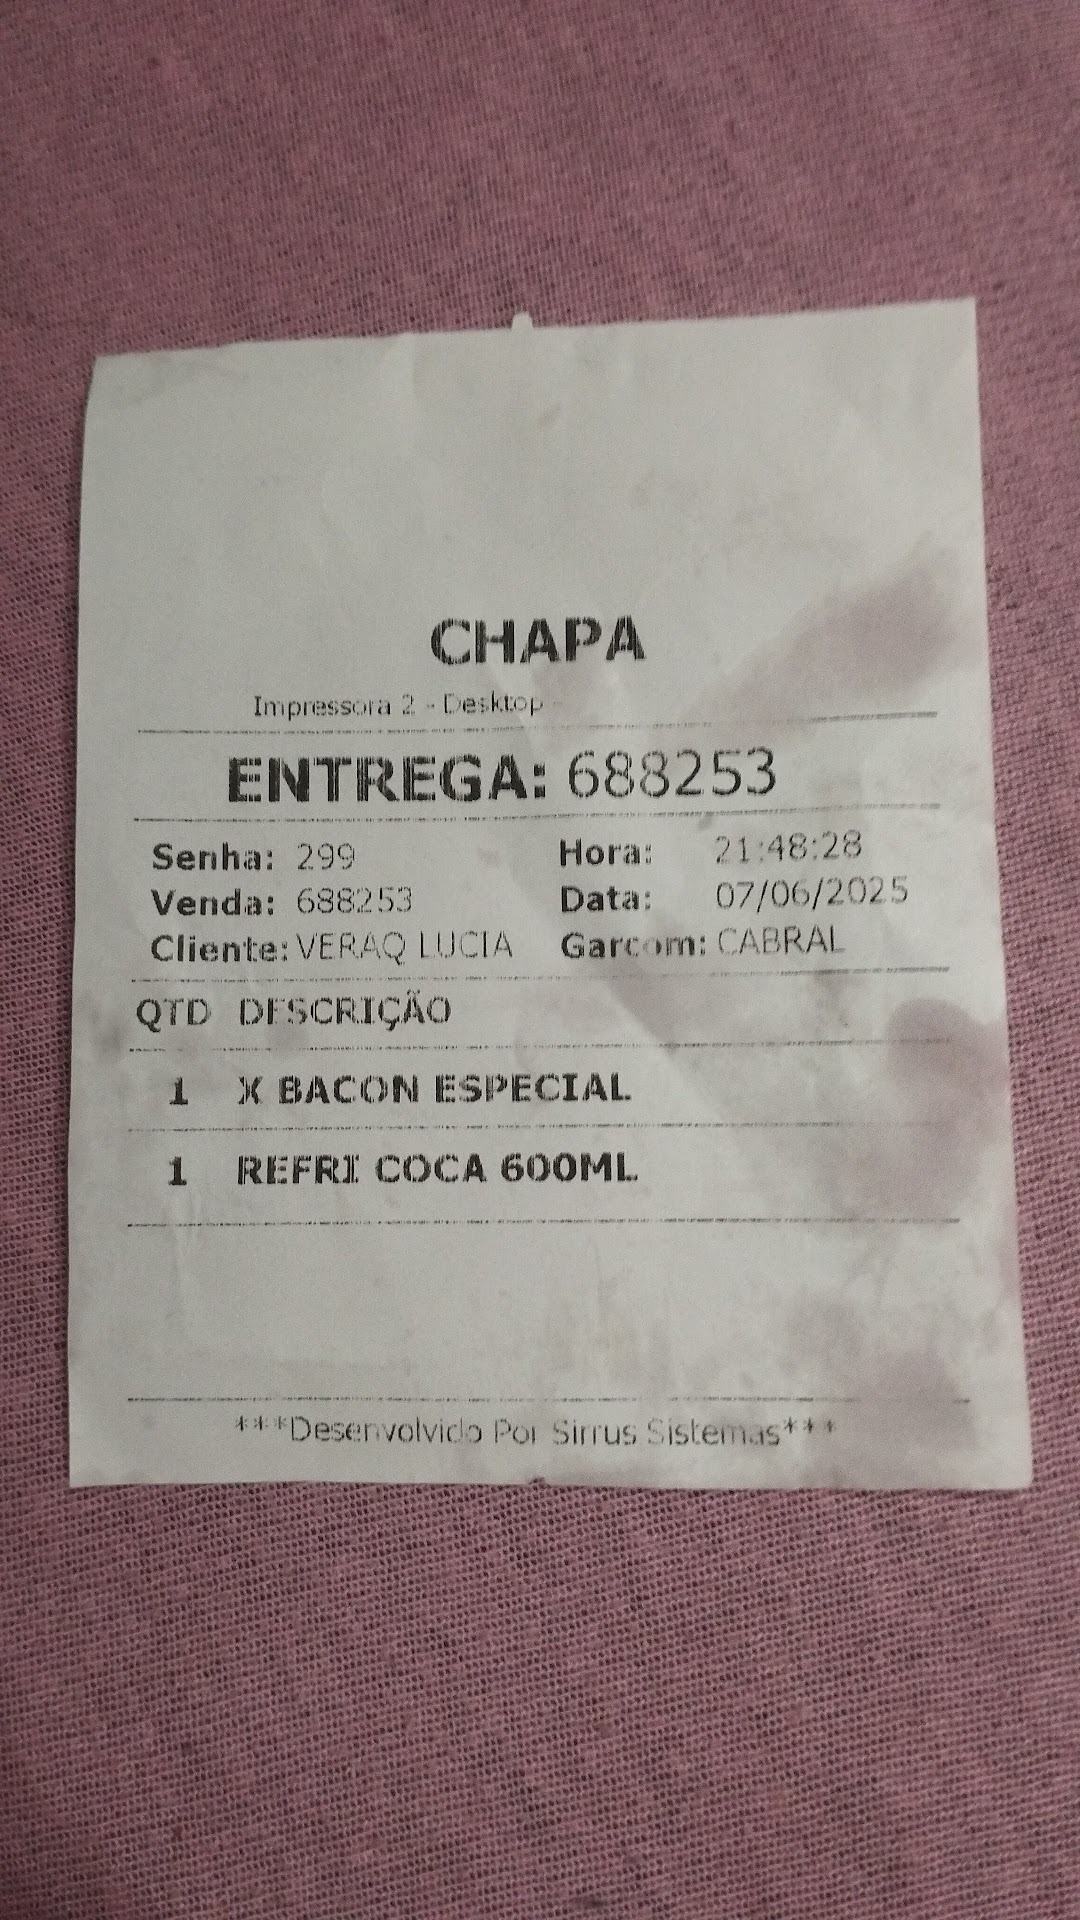 CHAPA
Impressora 2 - Desktop -
ENTREGA: 688253
Senha: 299 Hora: 21:48:28
Venda: 688253 Data: 07/06/2025
Cliente: VERAQ LUCIA Garcom: CABRAL
QTD DESCRIÇÃO
1 X BACON ESPECIAL
1 REFRI COCA 600ML
***Desenvolvido Por Sirrus Sistemas***